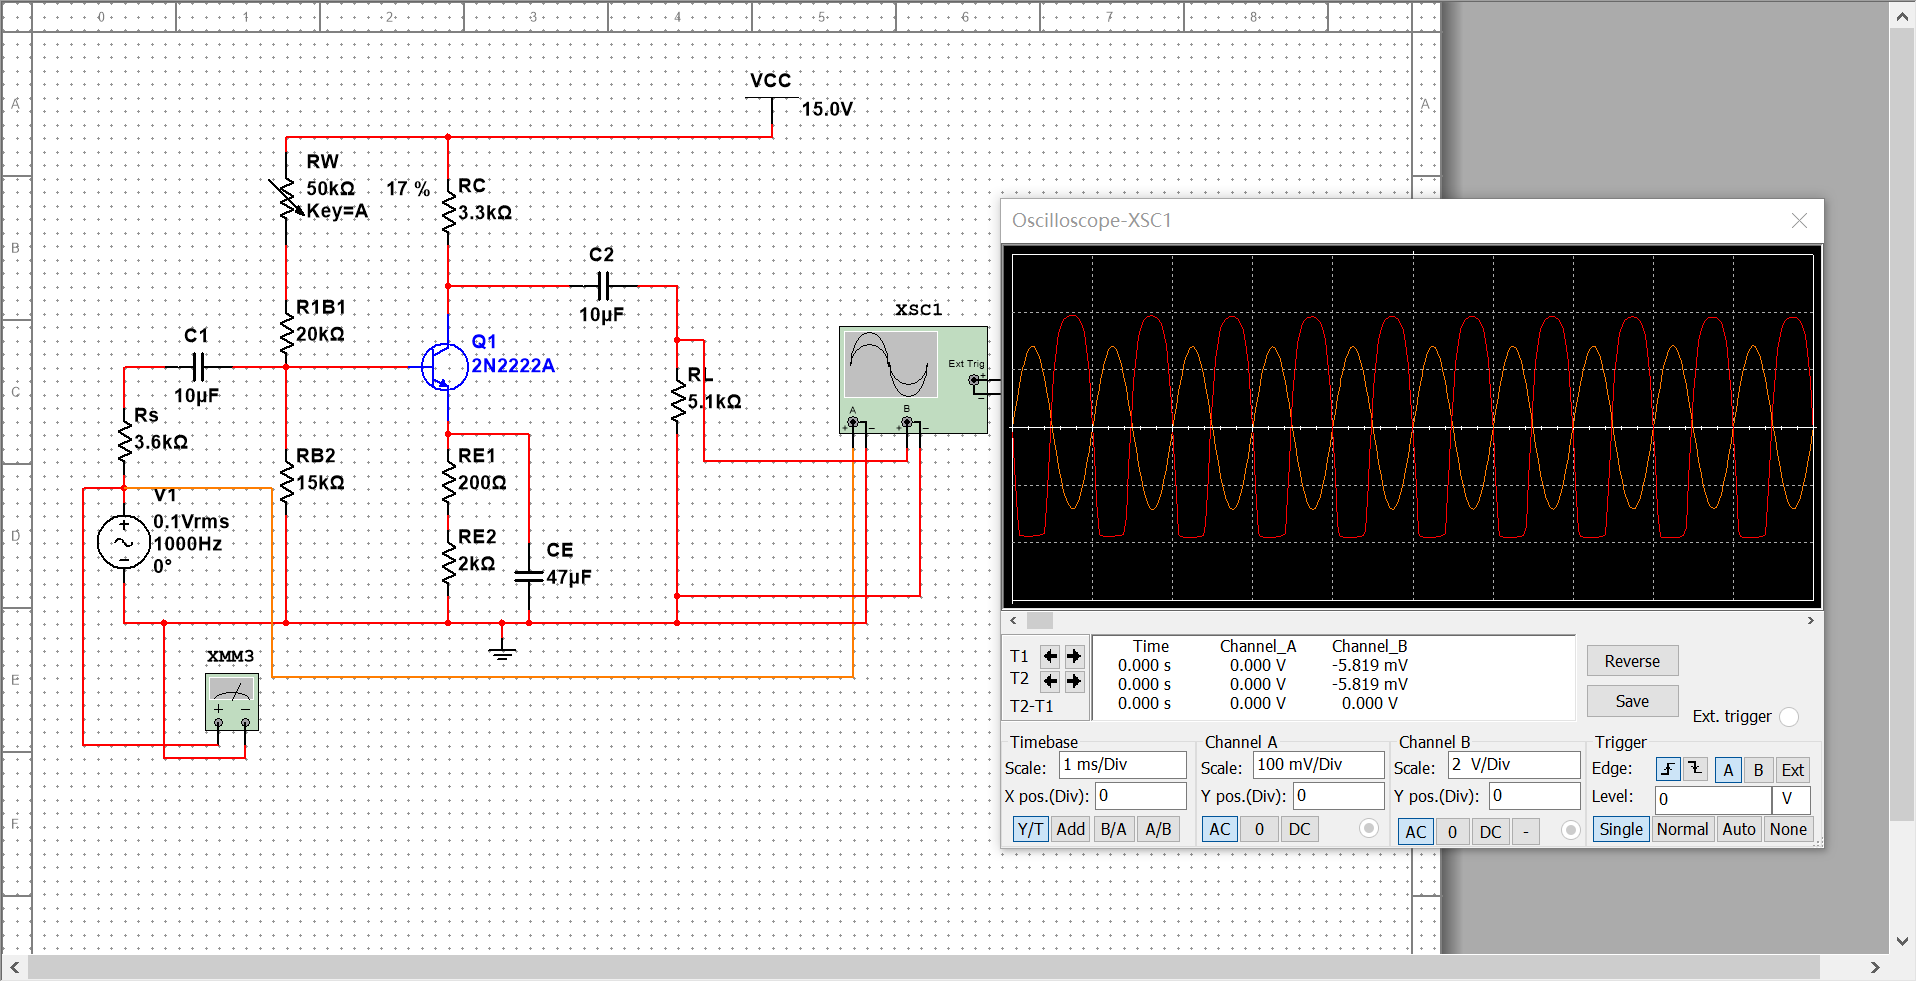 0 1 2 3 4 5 6 7 8
A
B
C
D
E
F
A
VCC
15.0V
RW
50kΩ 17 %
Key=A
RC
3.3kΩ
C2
10µF
R1B1
20kΩ
C1
10µF
Q1
2N2222A
XSC1
Ext Trig
+
−
A B
+ − + −
RL
5.1kΩ
Rs
3.6kΩ
RB2
15kΩ
RE1
200Ω
V1
0.1Vrms
1000Hz
0°
RE2
2kΩ
CE
47µF
XMM3
+ −
Oscilloscope-XSC1
Time Channel_A Channel_B
T1 0.000 s 0.000 V -5.819 mV
T2 0.000 s 0.000 V -5.819 mV
T2-T1 0.000 s 0.000 V 0.000 V
Reverse
Save
Ext. trigger
Timebase
Scale: 1 ms/Div
X pos.(Div): 0
Y/T Add B/A A/B
Channel A
Scale: 100 mV/Div
Y pos.(Div): 0
AC 0 DC
Channel B
Scale: 2 V/Div
Y pos.(Div): 0
AC 0 DC -
Trigger
Edge: A B Ext
Level: 0 V
Single Normal Auto None